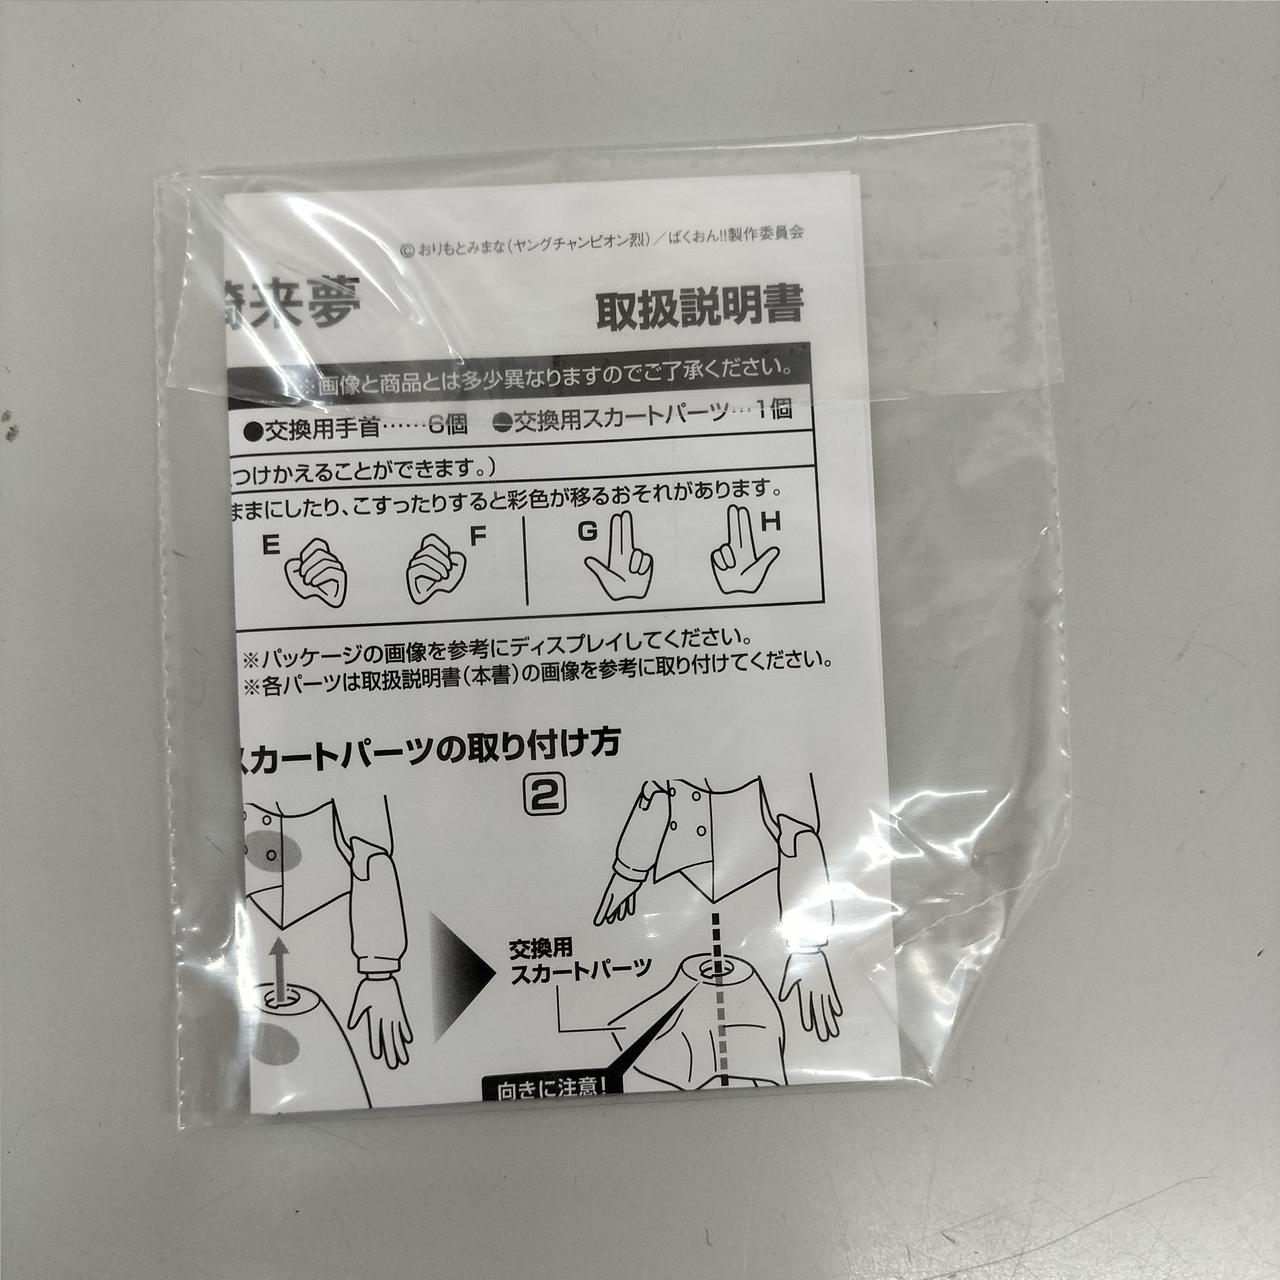 ©おりもとみまな(ヤングチャンピオン烈)／ばくおん!!製作委員会
来夢
取扱説明書
※画像と商品とは多少異なりますのでご了承ください。
●交換用手首……6個 ●交換用スカートパーツ…1個
つけかえることができます。)
ままにしたり、こすったりすると彩色が移るおそれがあります。
E F G H
※パッケージの画像を参考にディスプレイしてください。
※各パーツは取扱説明書(本書)の画像を参考に取り付けてください。
スカートパーツの取り付け方
2
交換用
スカートパーツ
向きに注意!